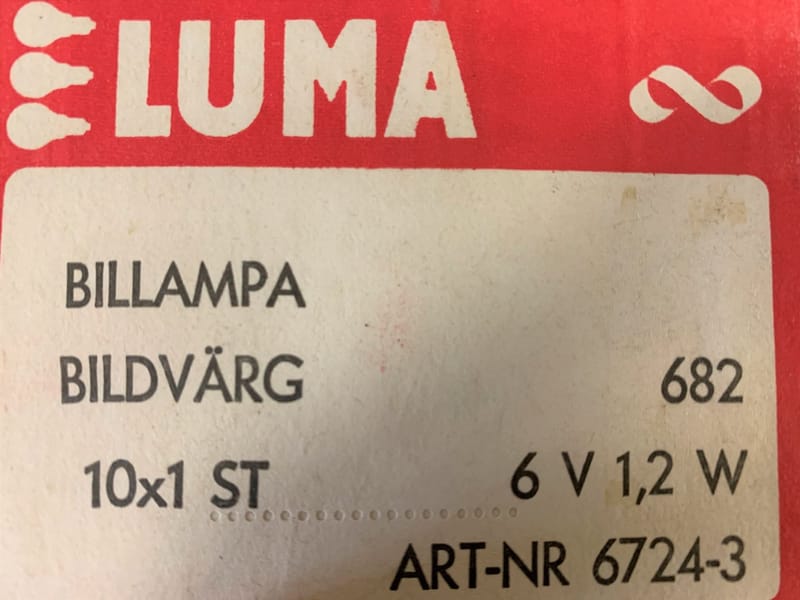 LUMA
BILLAMPA
BILDVÄRG 682
10x1 ST 6 V 1,2 W
ART-NR 6724-3